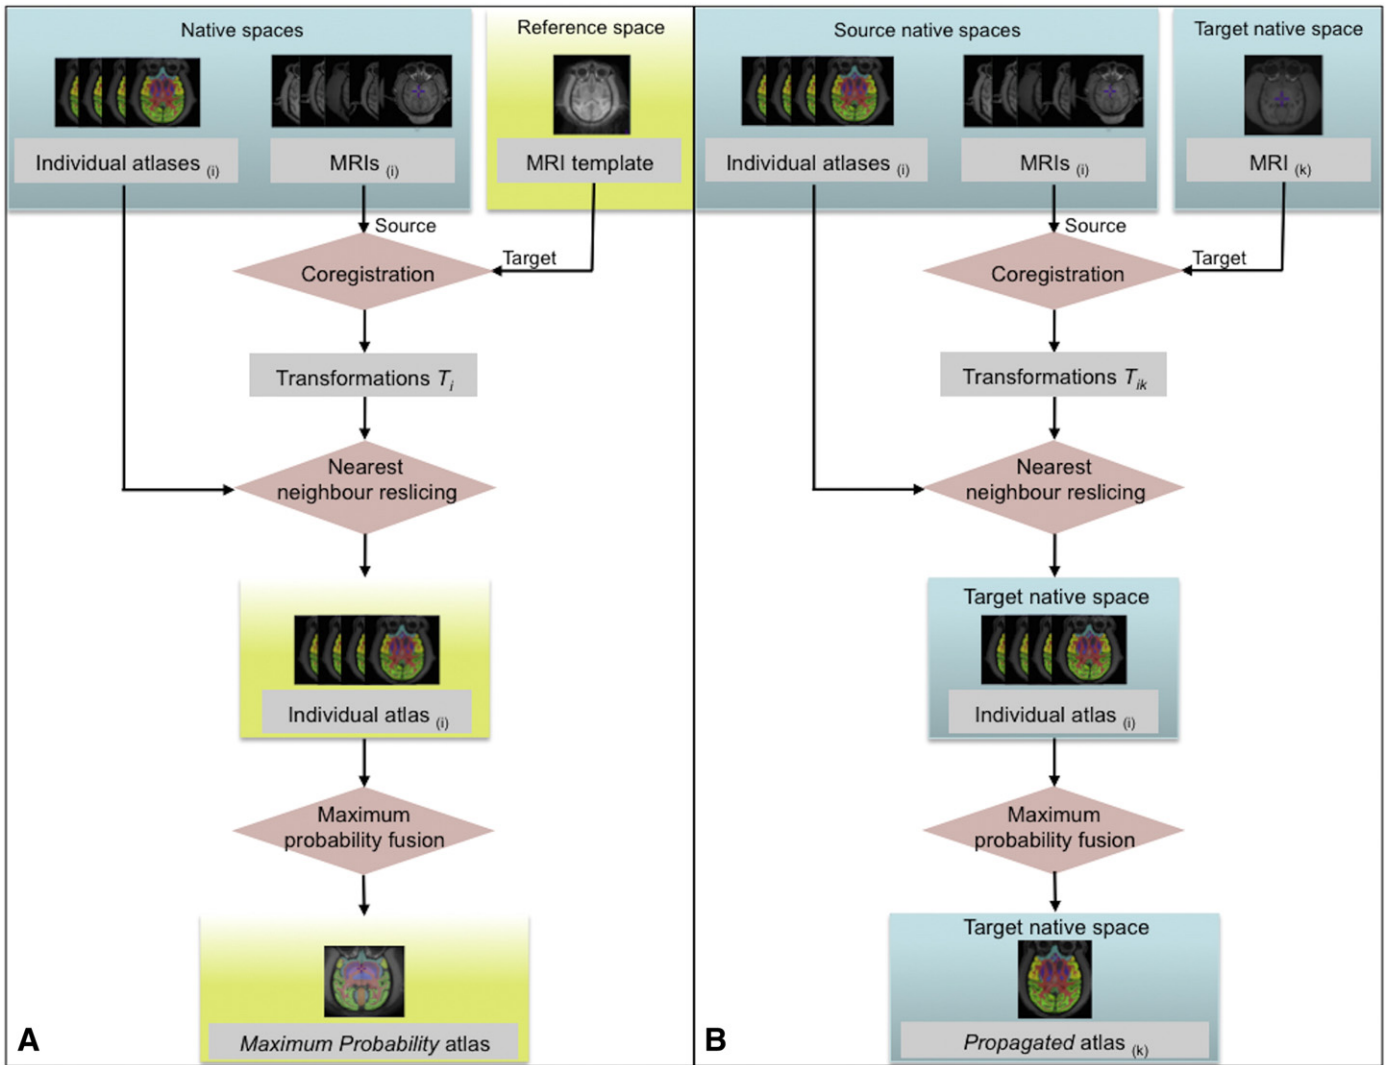 Native spaces
Reference space
Individual atlases (i)
MRIs (i)
MRI template
Source
Target
Coregistration
Transformations Ti
Nearest
neighbour reslicing
Individual atlas (i)
Maximum
probability fusion
Maximum Probability atlas
A
Source native spaces
Target native space
Individual atlases (i)
MRIs (i)
MRI (k)
Source
Target
Coregistration
Transformations Tik
Nearest
neighbour reslicing
Target native space
Individual atlas (i)
Maximum
probability fusion
Target native space
Propagated atlas (k)
B